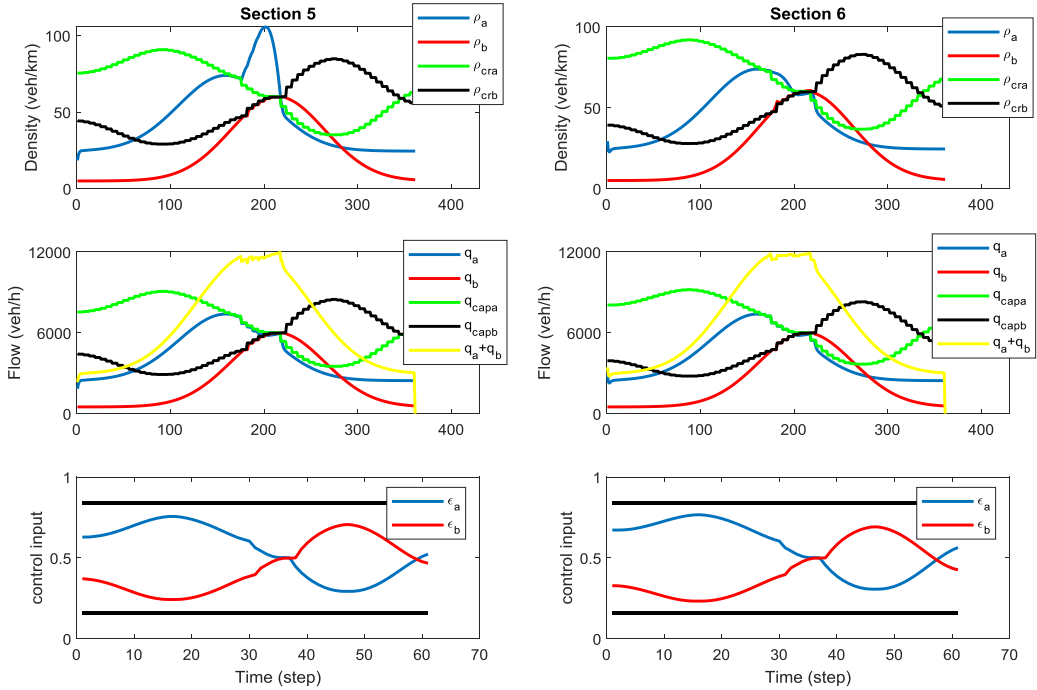 Section 5
Density (veh/km)
100
50
0
0 100 200 300 400
ρa
ρb
ρcra
ρcrb
Section 6
Density (veh/km)
100
50
0
0 100 200 300 400
ρa
ρb
ρcra
ρcrb
Flow (veh/h)
12000
6000
0
0 100 200 300 400
qa
qb
qcapa
qcapb
qa+qb
Flow (veh/h)
12000
6000
0
0 100 200 300 400
qa
qb
qcapa
qcapb
qa+qb
control input
1
0.5
0
0 10 20 30 40 50 60 70
Time (step)
ϵa
ϵb
control input
1
0.5
0
0 10 20 30 40 50 60 70
Time (step)
ϵa
ϵb